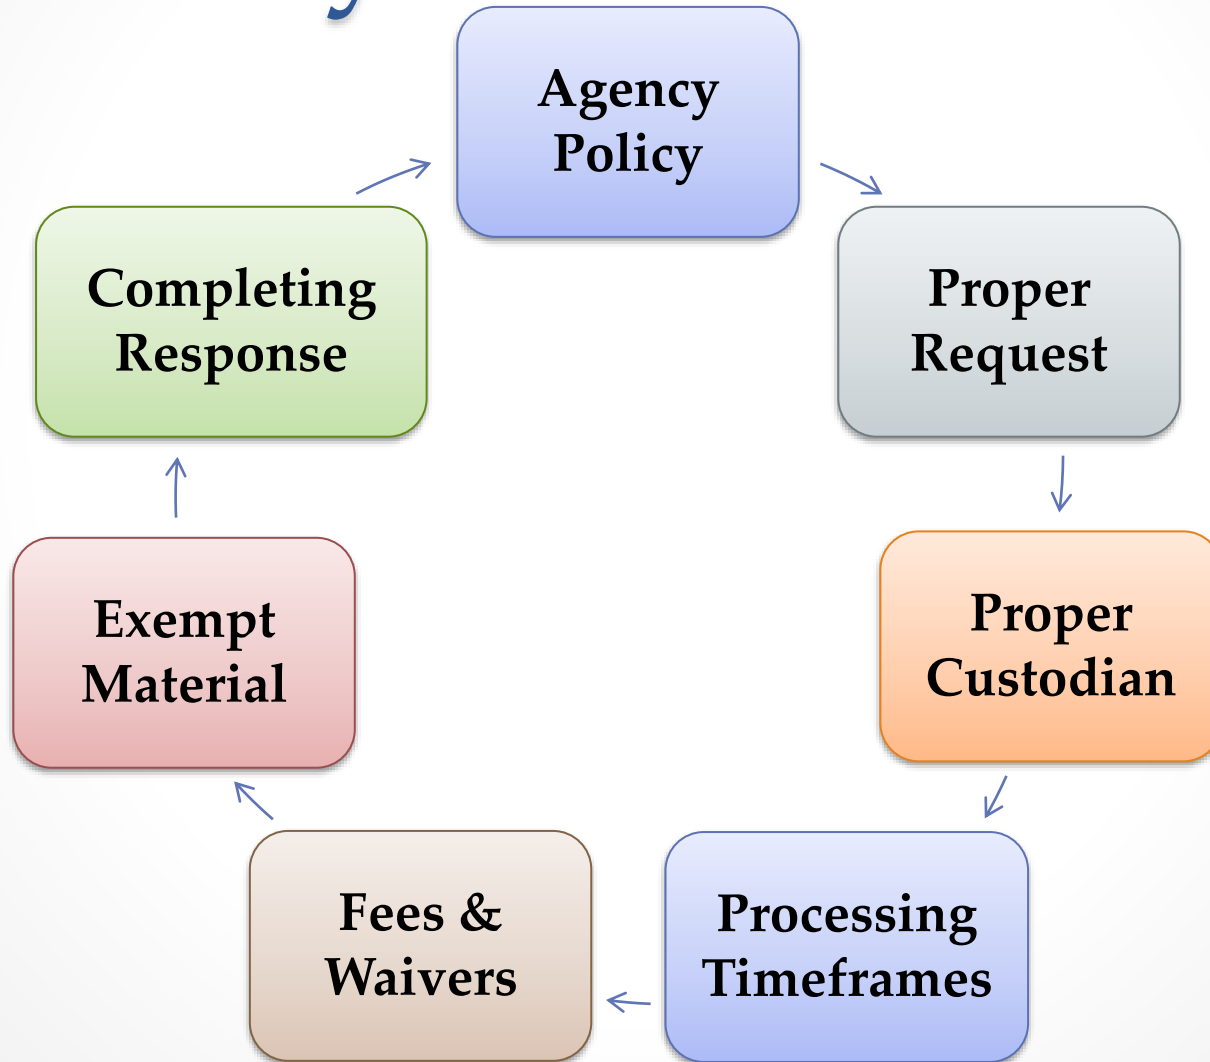 Agency
Policy
Proper
Request
Proper
Custodian
Processing
Timeframes
Fees &
Waivers
Exempt
Material
Completing
Response